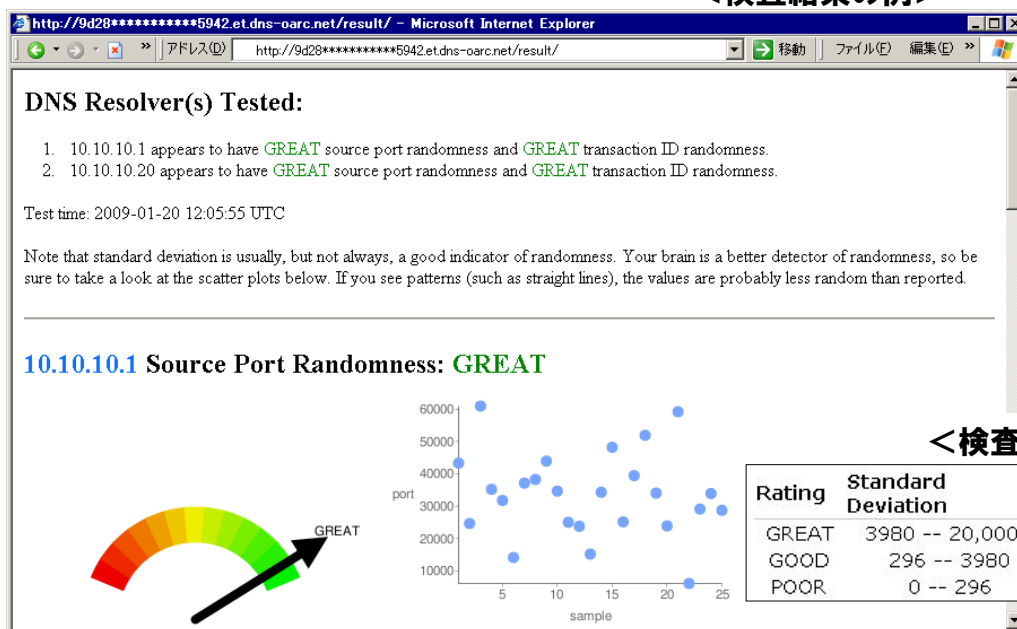 http://9d28***********5942.et.dns-oarc.net/result/ - Microsoft Internet Explorer
アドレス(D) http://9d28***********5942.et.dns-oarc.net/result/ 移動 ファイル(F) 編集(E) »
DNS Resolver(s) Tested:
1. 10.10.10.1 appears to have GREAT source port randomness and GREAT transaction ID randomness.
2. 10.10.10.20 appears to have GREAT source port randomness and GREAT transaction ID randomness.
Test time: 2009-01-20 12:05:55 UTC
Note that standard deviation is usually, but not always, a good indicator of randomness. Your brain is a better detector of randomness, so be
sure to take a look at the scatter plots below. If you see patterns (such as straight lines), the values are probably less random than reported.
10.10.10.1 Source Port Randomness: GREAT
GREAT
port
60000
50000
40000
30000
20000
10000
5 10 15 20 25
sample
＜検査
Rating Standard Deviation
GREAT 3980 -- 20,000
GOOD 296 -- 3980
POOR 0 -- 296